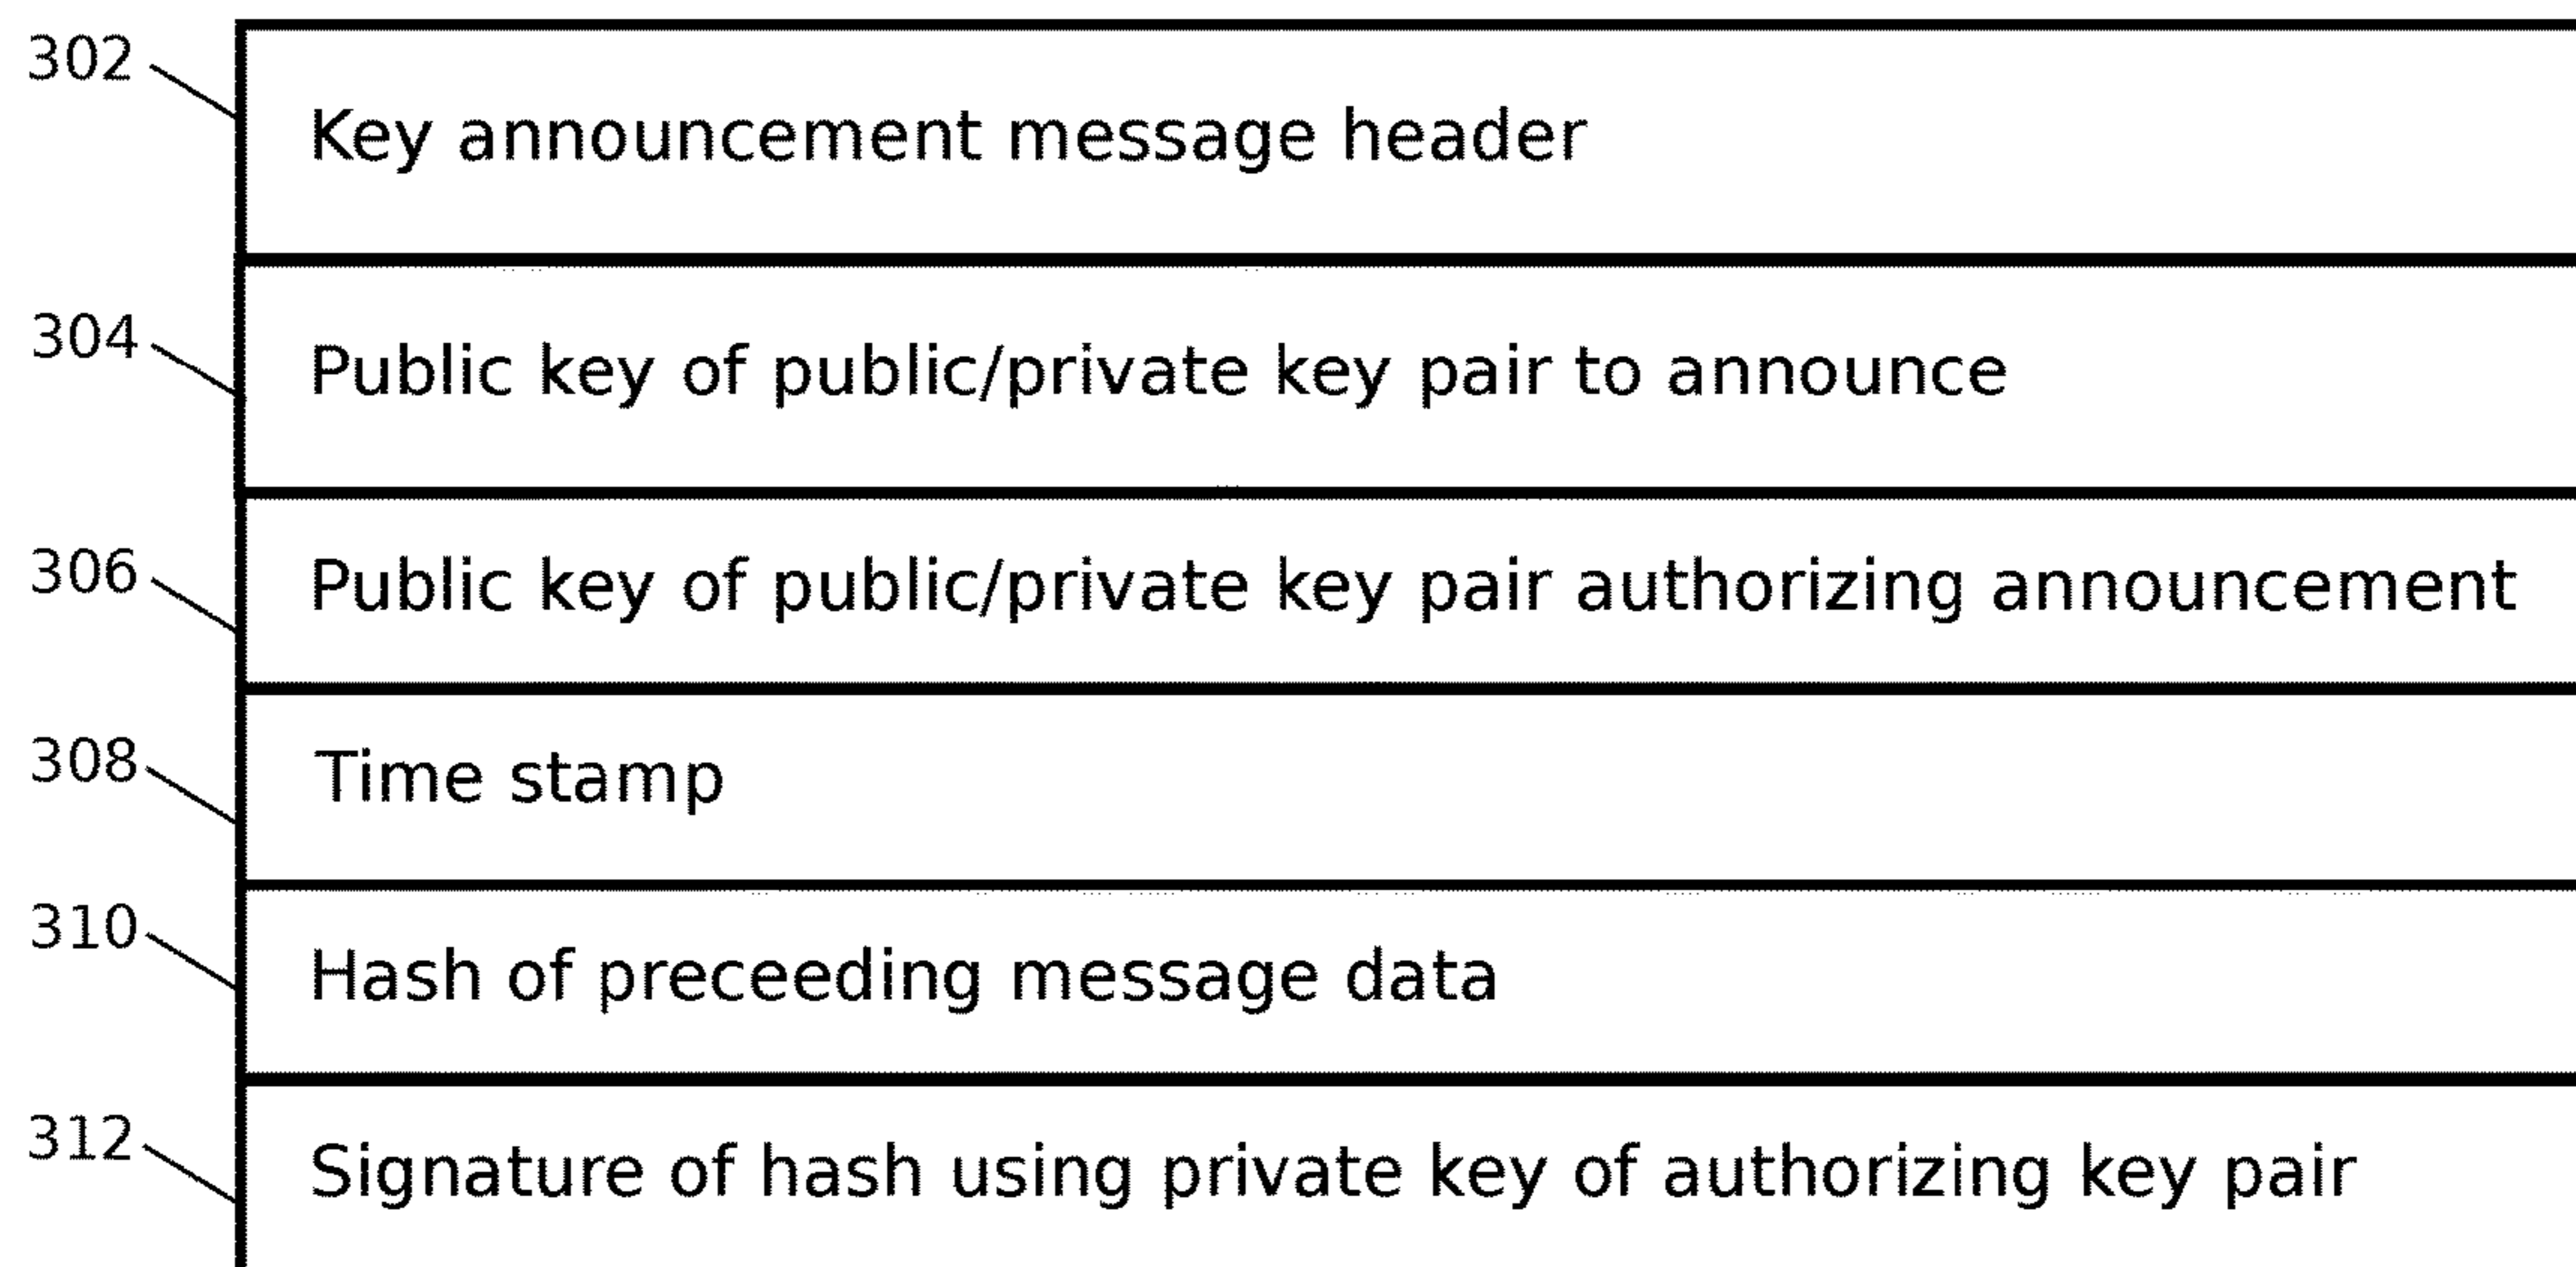 302
Key announcement message header
304
Public key of public/private key pair to announce
306
Public key of public/private key pair authorizing announcement
308
Time stamp
310
Hash of preceeding message data
312
Signature of hash using private key of authorizing key pair